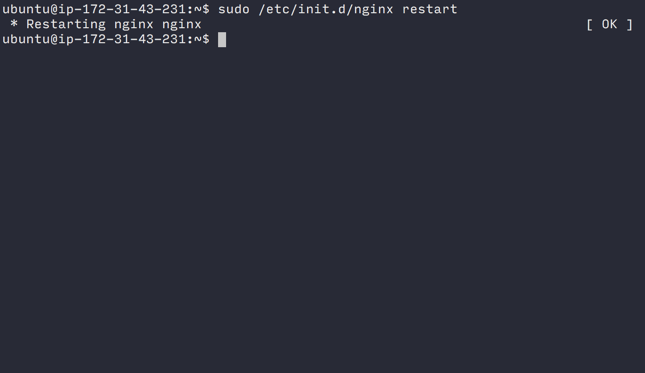 ubuntu@ip-172-31-43-231:~$ sudo /etc/init.d/nginx restart
 * Restarting nginx nginx [ OK ]
ubuntu@ip-172-31-43-231:~$